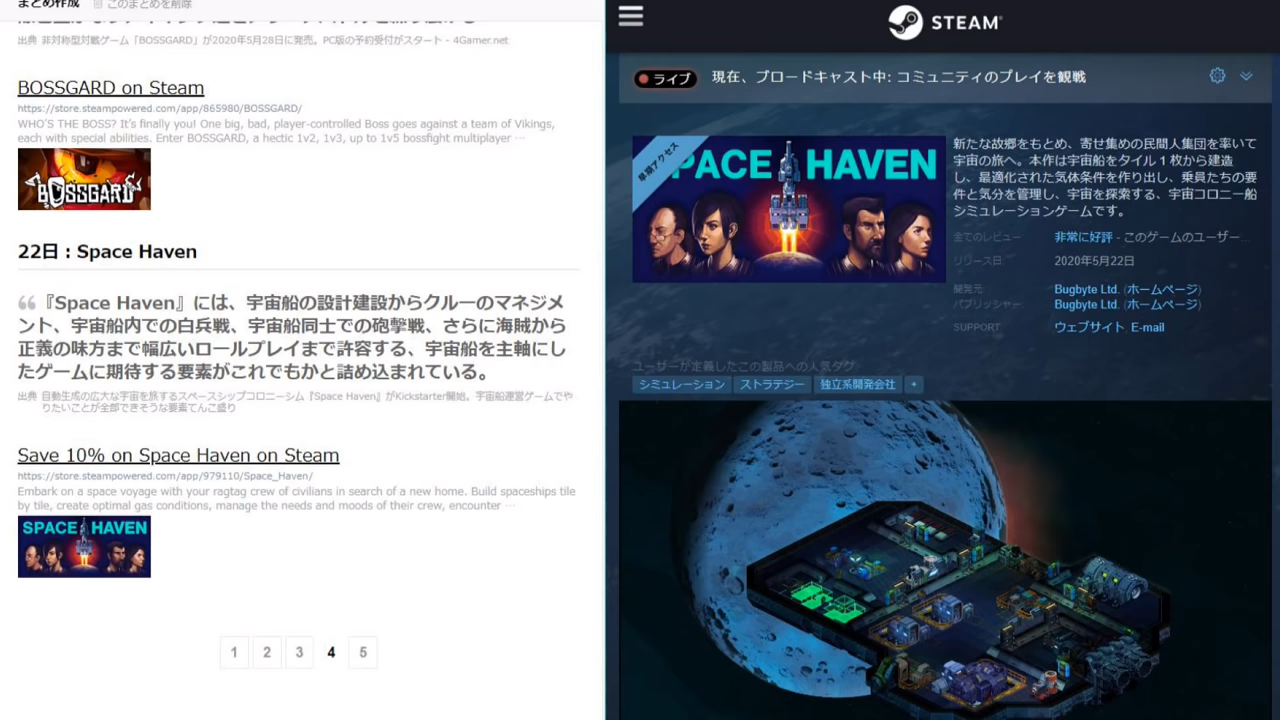 まとめ作成 このまとめを削除
出典 非対称型対戦ゲーム「BOSSGARD」が2020年5月28日に発売。PC版の予約受付がスタート - 4Gamer.net
BOSSGARD on Steam
https://store.steampowered.com/app/865980/BOSSGARD/
WHO'S THE BOSS? It's finally you! One big, bad, player-controlled Boss goes against a team of Vikings,
each with special abilities. Enter BOSSGARD, a hectic 1v2, 1v3, up to 1v5 bossfight multiplayer ⋯
BOSSGARD
22日 : Space Haven
『Space Haven』には、宇宙船の設計建設からクルーのマネジメ
ント、宇宙船内での白兵戦、宇宙船同士での砲撃戦、さらに海賊から
正義の味方まで幅広いロールプレイまで許容する、宇宙船を主軸にし
たゲームに期待する要素がこれでもかと詰め込まれている。
出典 自動生成の広大な宇宙を旅するスペースシップコロニーシム『Space Haven』がKickstarter開始。宇宙船運営ゲームでや
りたいことが全部できそうな要素てんこ盛り
Save 10% on Space Haven on Steam
https://store.steampowered.com/app/979110/Space_Haven/
Embark on a space voyage with your ragtag crew of civilians in search of a new home. Build spaceships tile
by tile, create optimal gas conditions, manage the needs and moods of their crew, encounter ⋯
SPACE HAVEN
1 2 3 4 5
STEAM
ライブ 現在、ブロードキャスト中: コミュニティのプレイを観戦
早期アクセス
SPACE HAVEN
新たな故郷をもとめ、寄せ集めの民間人集団を率いて
宇宙の旅へ。本作は宇宙船をタイル１枚から建造
し、最適化された気体条件を作り出し、乗員たちの要
件と気分を管理し、宇宙を探索する、宇宙コロニー船
シミュレーションゲームです。
全てのレビュー 非常に好評 - このゲームのユーザー...
リリース日 2020年5月22日
開発元 Bugbyte Ltd. (ホームページ)
パブリッシャー Bugbyte Ltd. (ホームページ)
SUPPORT ウェブサイト E-mail
ユーザーが定義したこの製品への人気タグ
シミュレーション ストラテジー 独立系開発会社 +